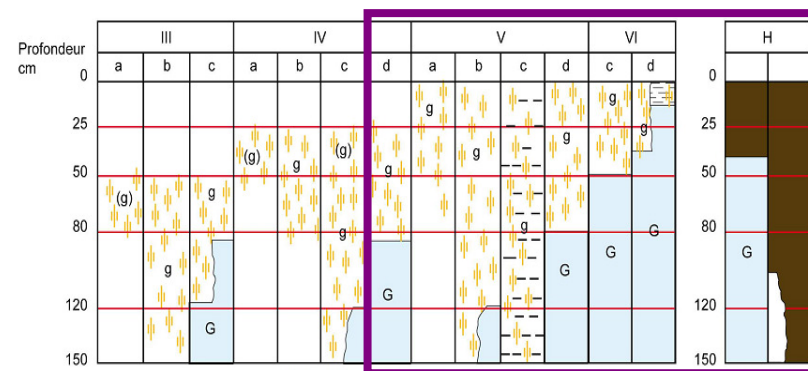 III IV V VI H
Profondeur
cm
a b c a b c d a b c d c d
0 0
g g
25 25
(g) g (g) g g g g
50 50
(g) g g
80 80
g g g G G G
g G G
120 120
G
150 150